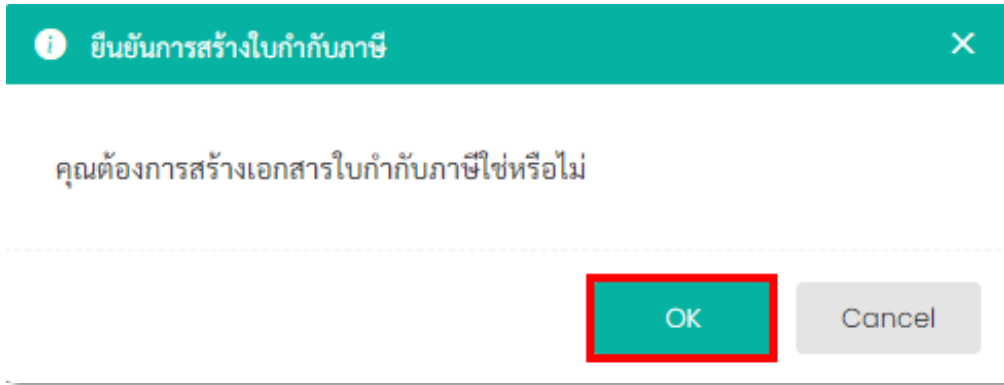 ยืนยันการสร้างใบกำกับภาษี
คุณต้องการสร้างเอกสารใบกำกับภาษีใช่หรือไม่
OK
Cancel